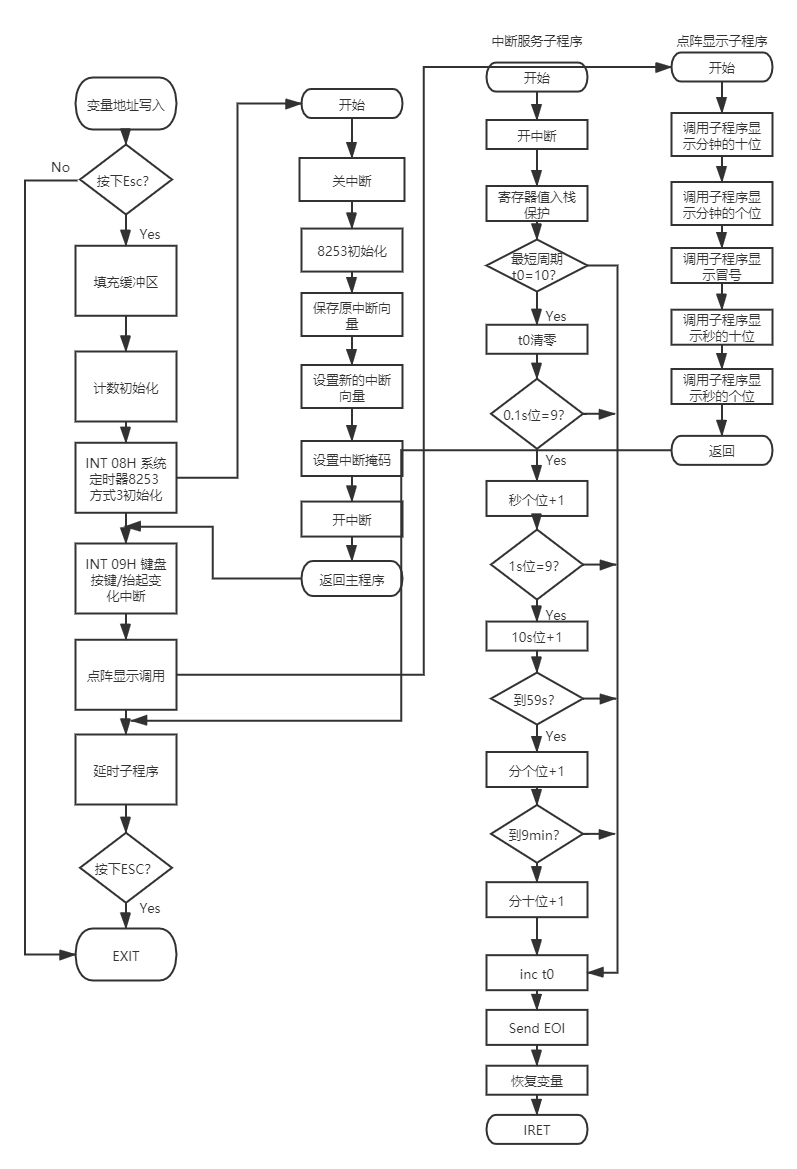 变量地址写入
按下Esc?
No
Yes
填充缓冲区
计数初始化
INT 08H 系统
定时器8253
方式3初始化
INT 09H 键盘
按键/抬起变
化中断
点阵显示调用
延时子程序
按下ESC?
Yes
EXIT
开始
关中断
8253初始化
保存原中断向
量
设置新的中断
向量
设置中断掩码
开中断
返回主程序
中断服务子程序
开始
开中断
寄存器值入栈
保护
最短周期
t0=10?
Yes
t0清零
0.1s位=9?
Yes
秒个位+1
1s位=9?
Yes
10s位+1
到59s?
Yes
分个位+1
到9min?
分十位+1
inc t0
Send EOI
恢复变量
IRET
点阵显示子程序
开始
调用子程序显
示分钟的十位
调用子程序显
示分钟的个位
调用子程序显
示冒号
调用子程序显
示秒的十位
调用子程序显
示秒的个位
返回